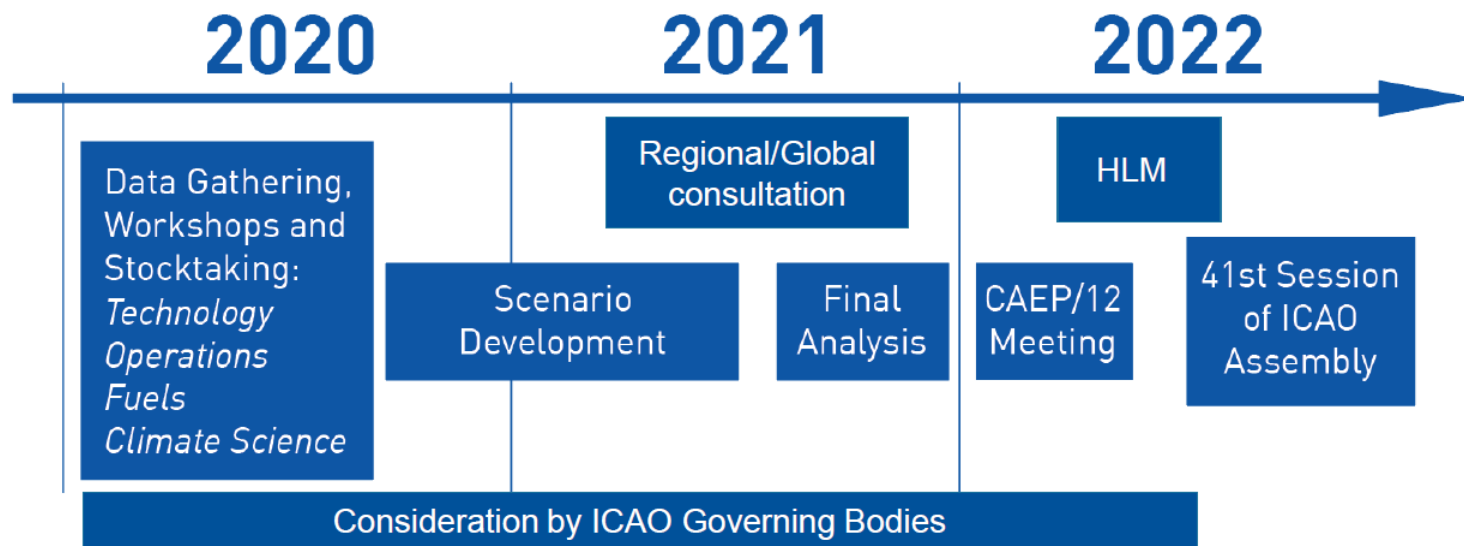 2020
2021
2022
Data Gathering,
Workshops and
Stocktaking:
Technology
Operations
Fuels
Climate Science
Scenario
Development
Regional/Global
consultation
Final
Analysis
CAEP/12
Meeting
HLM
41st Session
of ICAO
Assembly
Consideration by ICAO Governing Bodies